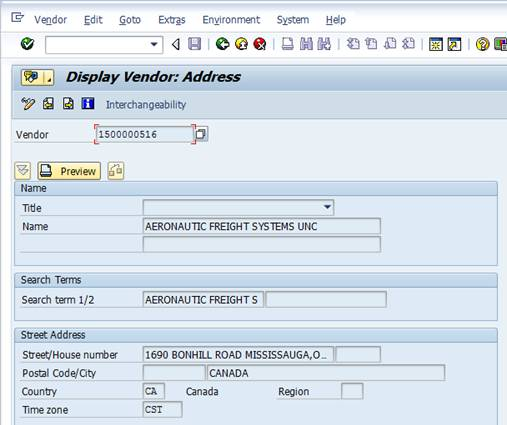 Vendor Edit Goto Extras Environment System Help
Display Vendor: Address
Interchangeability
Vendor 1500000516
Preview
Name
Title
Name AERONAUTIC FREIGHT SYSTEMS UNC
Search Terms
Search term 1/2 AERONAUTIC FREIGHT S
Street Address
Street/House number 1690 BONHILL ROAD MISSISSAUGA,O...
Postal Code/City CANADA
Country CA Canada Region
Time zone CST